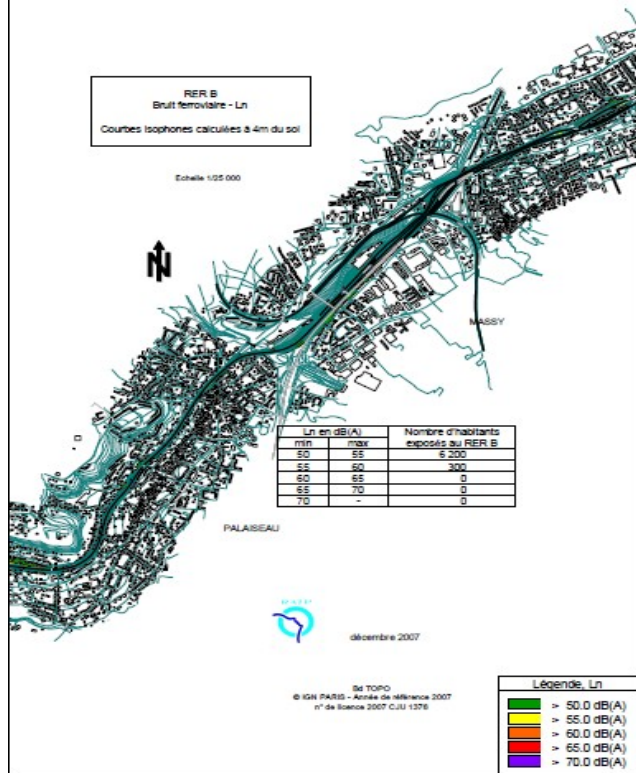 RER B
Bruit ferroviaire - Ln
Courbes isophones calculées à 4m du sol
Echelle 1/25 000
N
MASSY
Ln en dB(A) Nombre d'habitants
min max exposés au RER B
50 55 6 200
55 60 300
60 65 0
65 70 0
70 - 0
PALAISEAU
RATP
décembre 2007
Bd TOPO
© IGN PARIS - Année de référence 2007
n° de licence 2007 CJU 1376
Légende, Ln
> 50.0 dB(A)
> 55.0 dB(A)
> 60.0 dB(A)
> 65.0 dB(A)
> 70.0 dB(A)